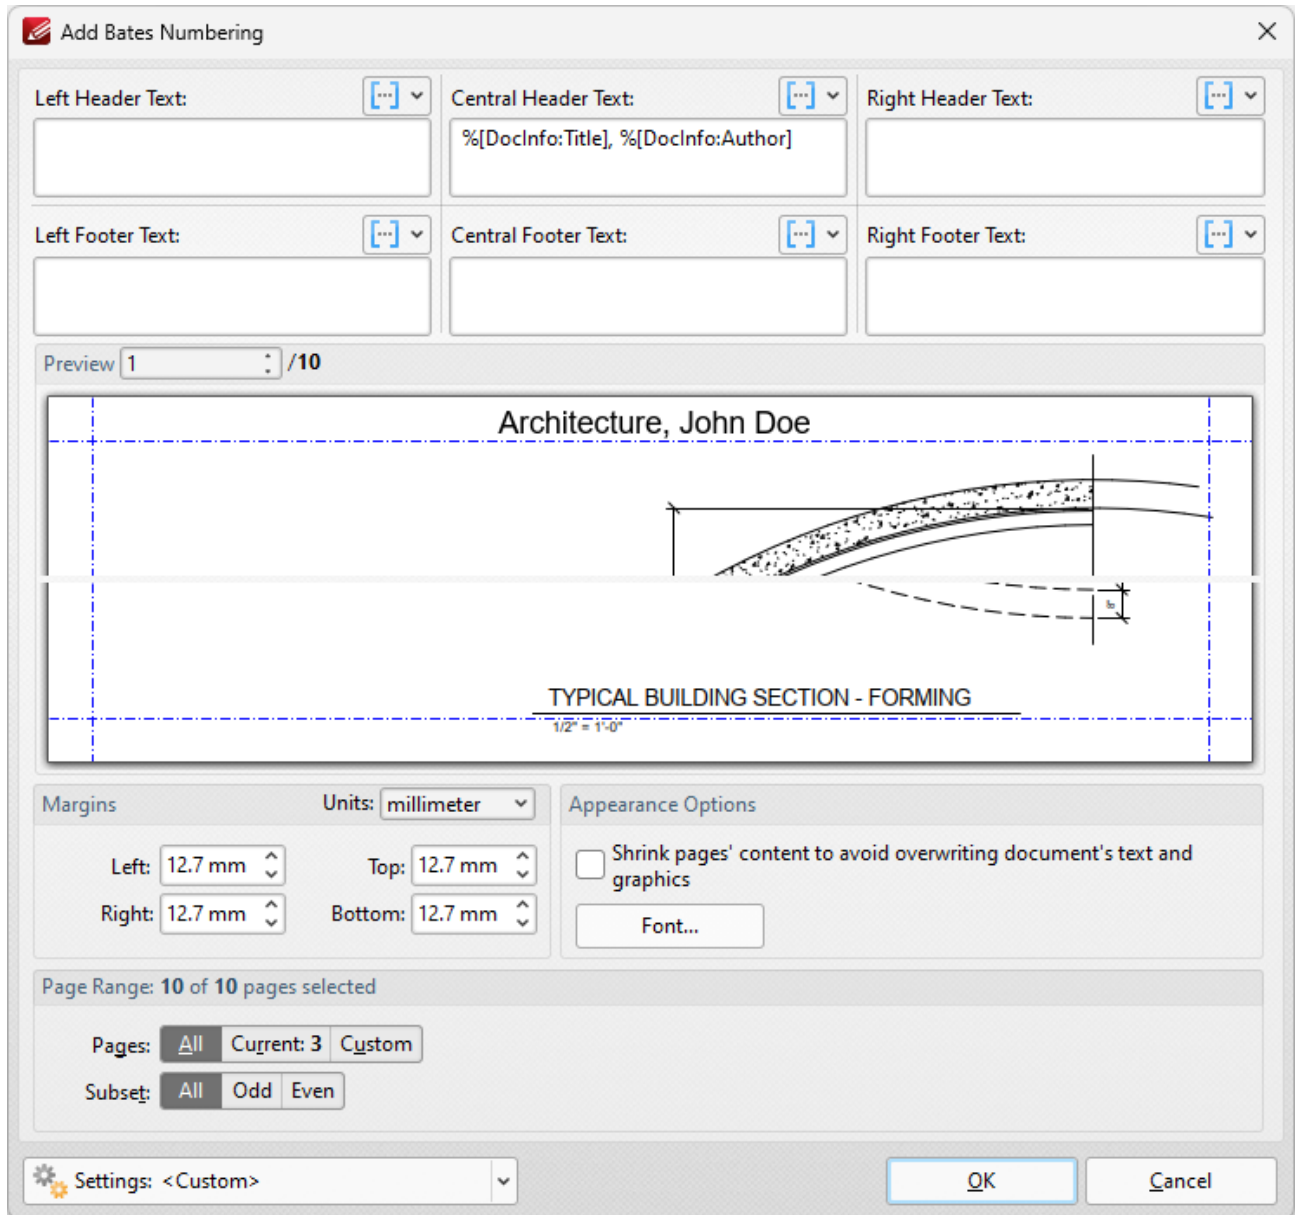 Add Bates Numbering
Left Header Text:
Central Header Text:
Right Header Text:
%[DocInfo:Title], %[DocInfo:Author]
Left Footer Text:
Central Footer Text:
Right Footer Text:
Preview 1 /10
Architecture, John Doe
TYPICAL BUILDING SECTION - FORMING
1/2" = 1'-0"
Margins
Units: millimeter
Left: 12.7 mm
Top: 12.7 mm
Right: 12.7 mm
Bottom: 12.7 mm
Appearance Options
Shrink pages' content to avoid overwriting document's text and
graphics
Font...
Page Range: 10 of 10 pages selected
Pages: All Current: 3 Custom
Subset: All Odd Even
Settings: <Custom>
OK
Cancel